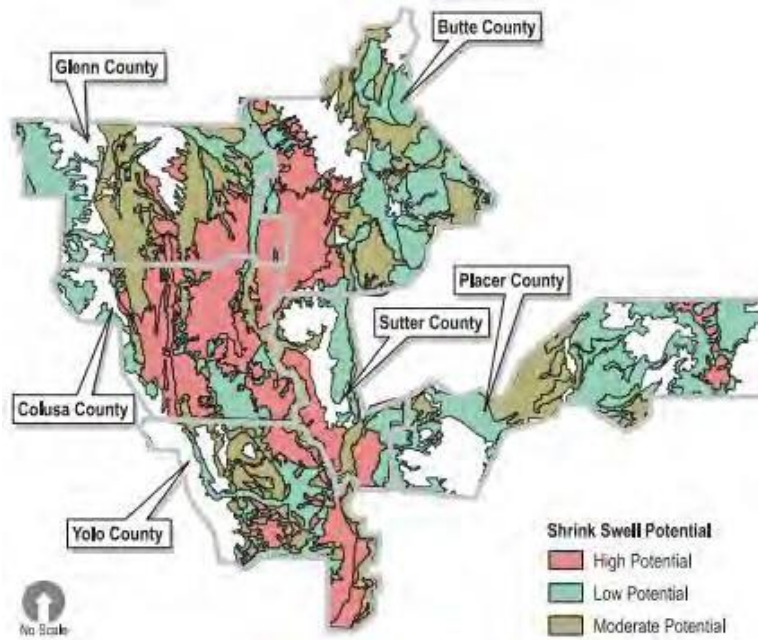 Butte County
Glenn County
Placer County
Sutter County
Colusa County
Yolo County
Shrink Swell Potential
High Potential
Low Potential
Moderate Potential
No Scale